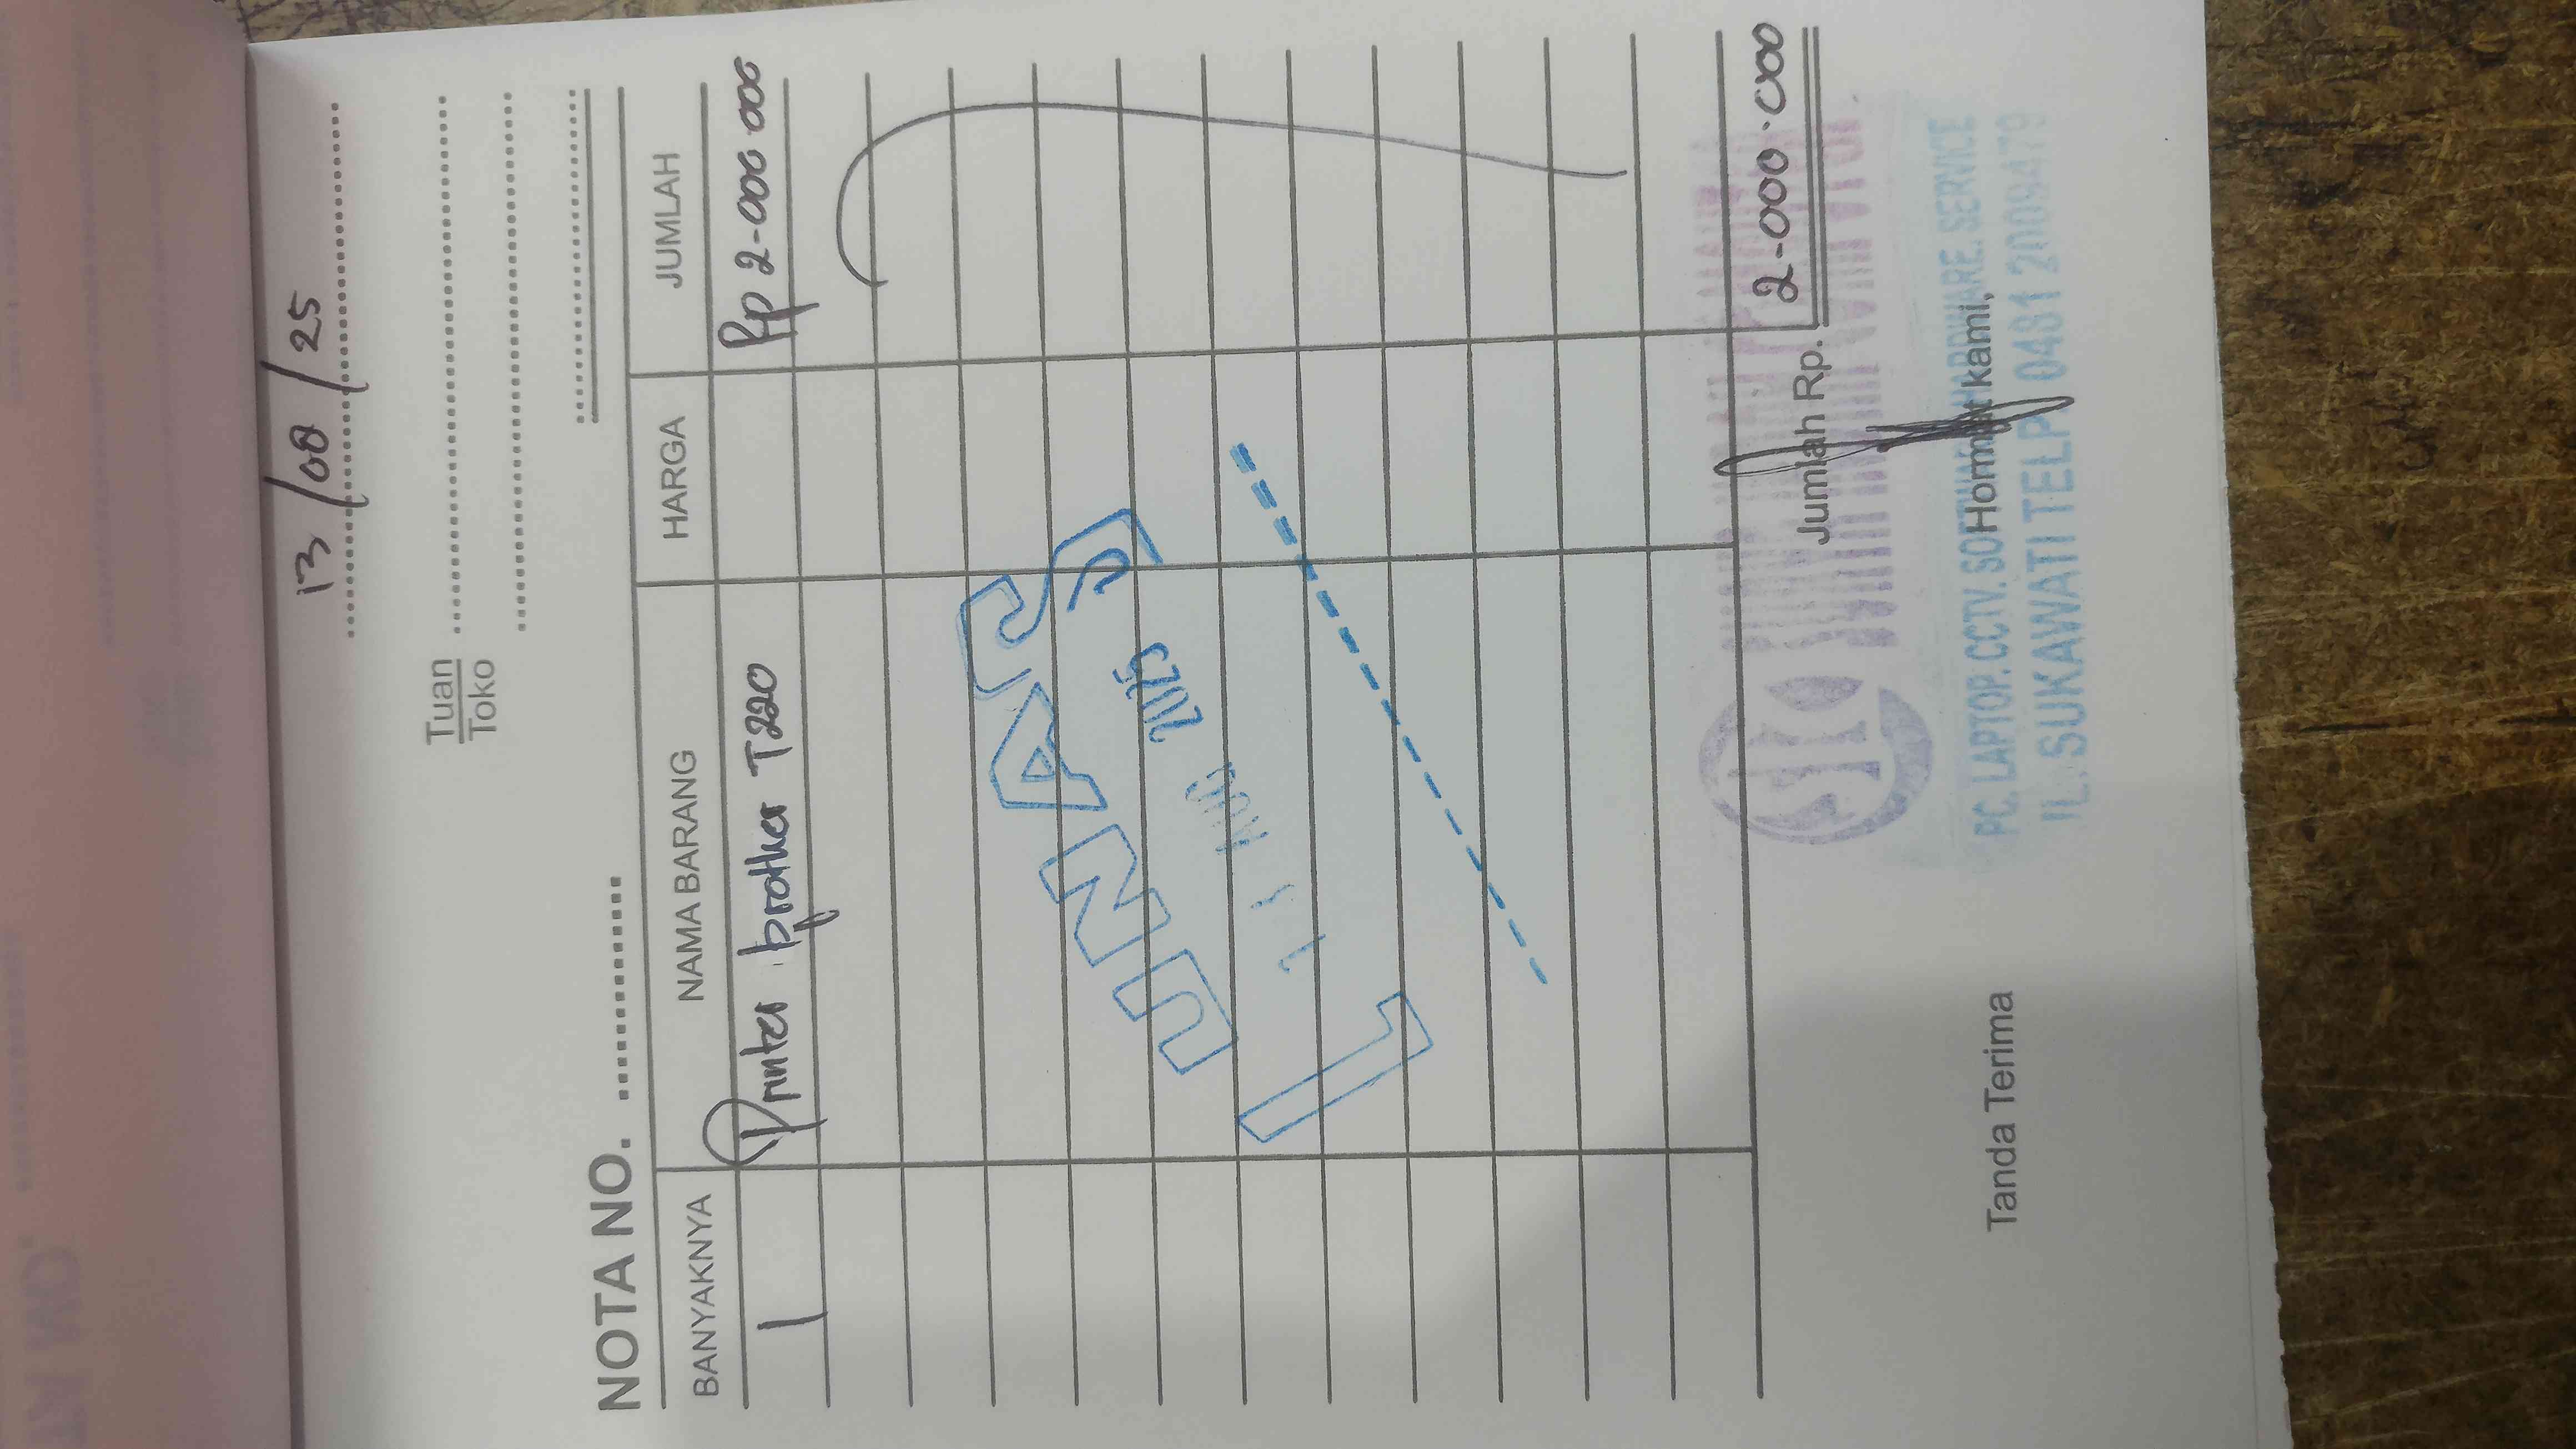 13 / 08 / 25
Tuan
Toko
NOTA NO.
BANYAKNYA NAMA BARANG HARGA JUMLAH
1 Printer brother T220 Rp 2-000 000
LUNAS
2025
Jumlah Rp. 2-000.000
Tanda Terima Hormat kami,
PC. LAPTOP. CCTV. SOFTWARE. HARDWARE. SERVICE
JL. SUKAWATI TELP 0481 2009479